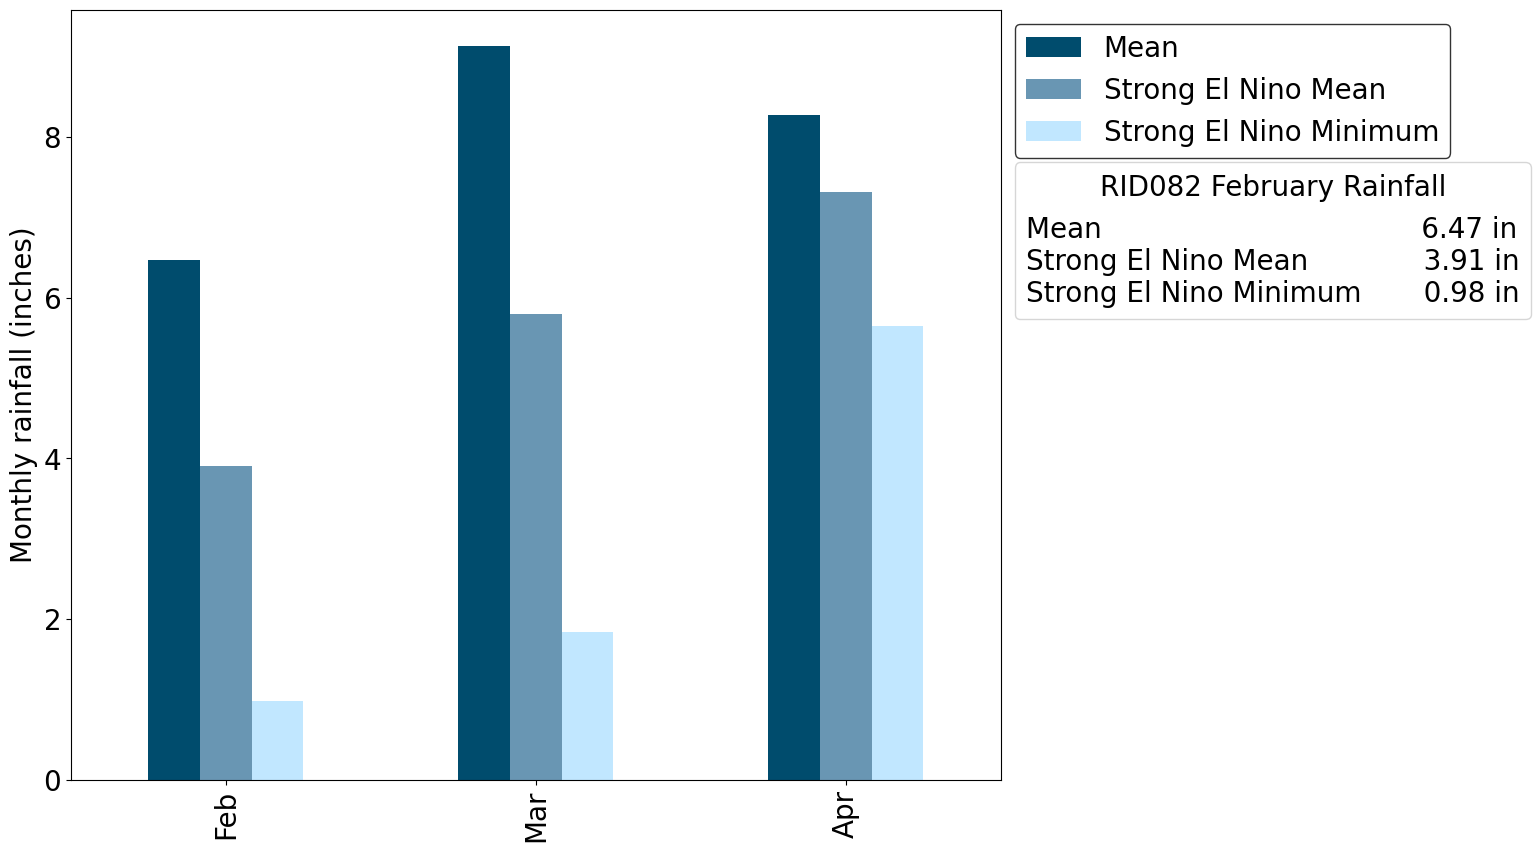 Mean
Strong El Nino Mean
Strong El Nino Minimum
RID082 February Rainfall
Mean 6.47 in
Strong El Nino Mean 3.91 in
Strong El Nino Minimum 0.98 in
Monthly rainfall (inches)
8
6
4
2
0
Feb
Mar
Apr